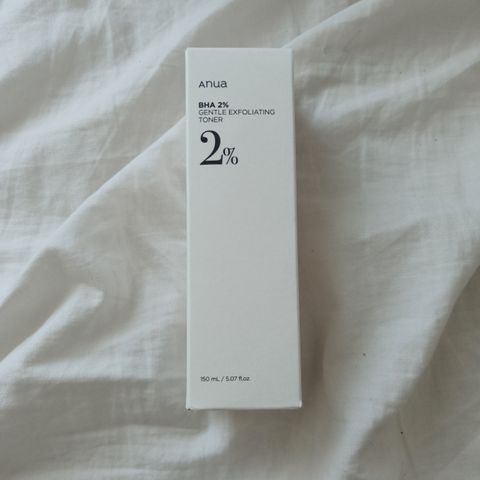 Anua
BHA 2%
GENTLE EXFOLIATING
TONER
2%
150 mL / 5.07 fl.oz.